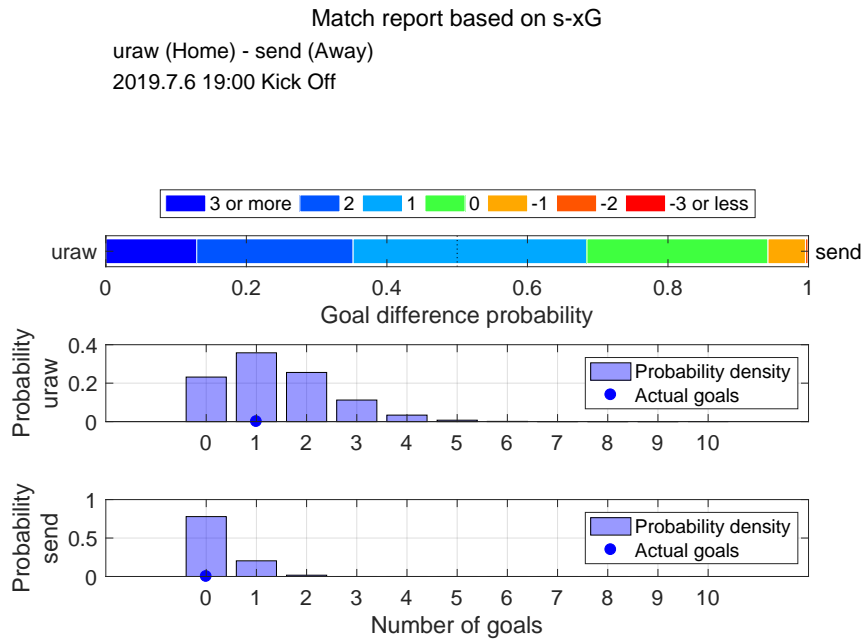 Match report based on s-xG
uraw (Home) - send (Away)
2019.7.6 19:00 Kick Off
3 or more 2 1 0 -1 -2 -3 or less
uraw send
0 0.2 0.4 0.6 0.8 1
Goal difference probability
Probability
uraw
0.4
0.2
0
Probability density
Actual goals
0 1 2 3 4 5 6 7 8 9 10
Probability
send
1
0.5
0
Probability density
Actual goals
0 1 2 3 4 5 6 7 8 9 10
Number of goals